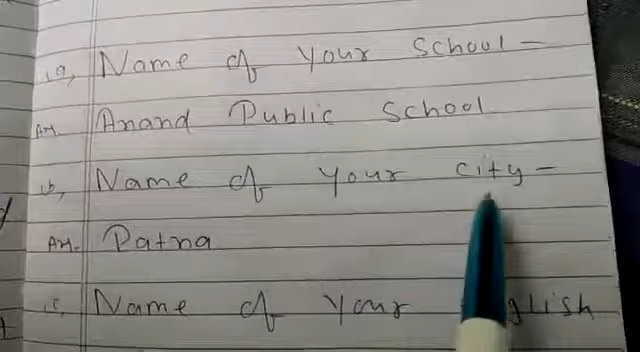 (a), Name of your school -
Ans. Anand Public School
(b), Name of your city -
Ans. Patna
(c), Name of your